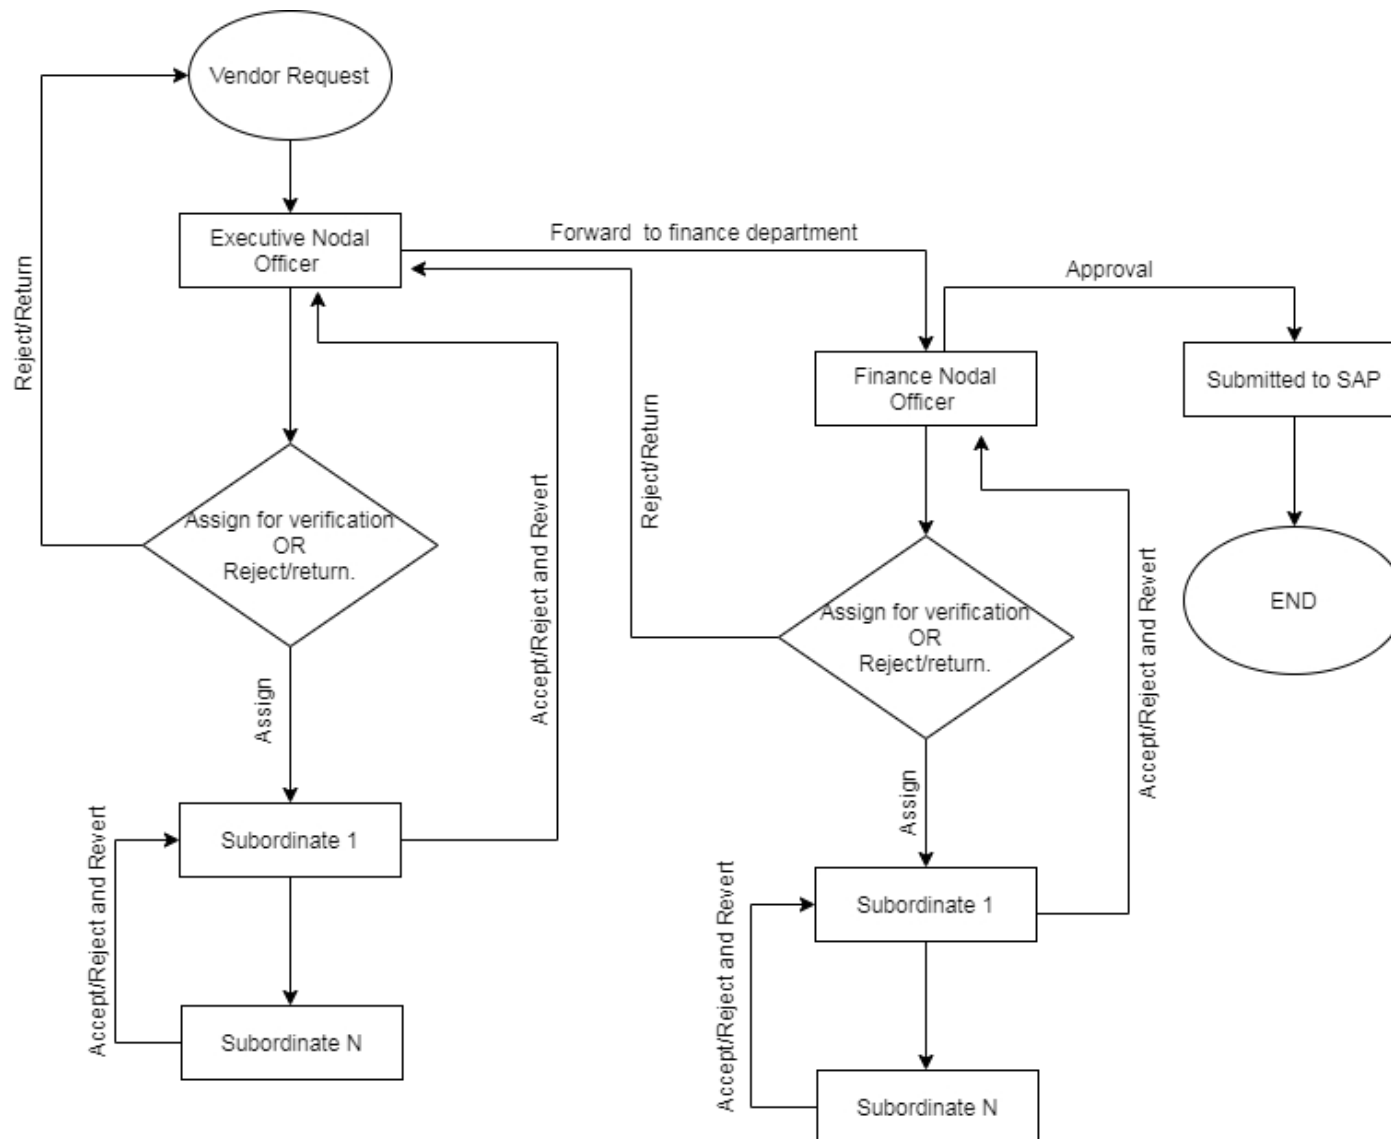 Vendor Request
Executive Nodal
Officer
Forward  to finance department
Approval
Reject/Return
Finance Nodal
Officer
Submitted to SAP
Reject/Return
Assign for verification
OR
Reject/return.
Accept/Reject and Revert
Assign for verification
OR
Reject/return.
Accept/Reject and Revert
END
Assign
Assign
Subordinate 1
Accept/Reject and Revert
Subordinate 1
Accept/Reject and Revert
Subordinate N
Subordinate N